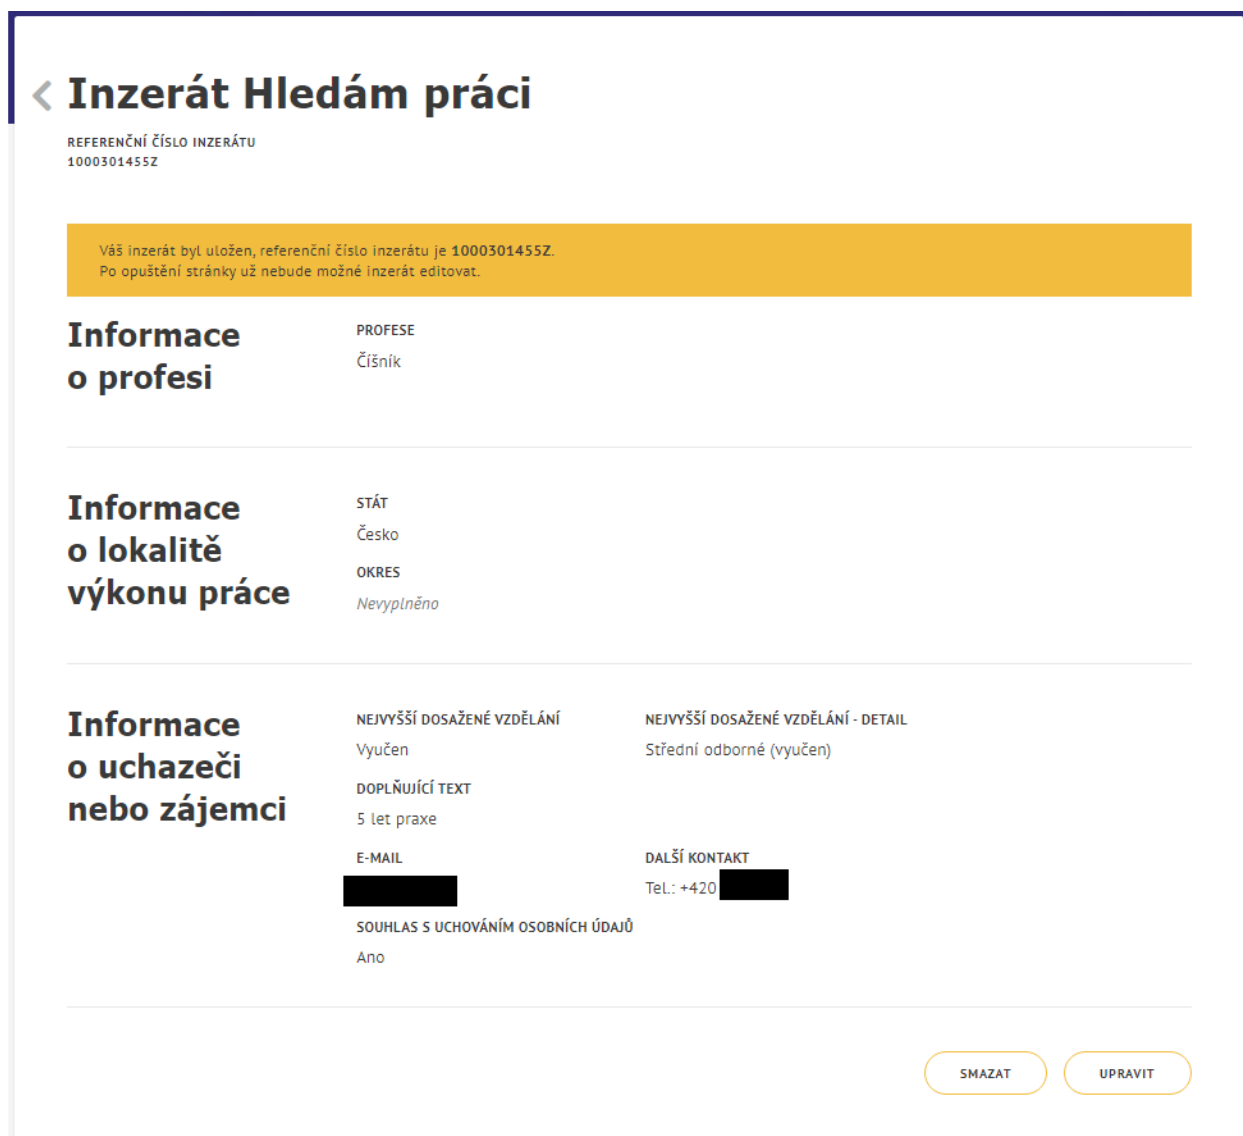 Inzerát Hledám práci
REFERENČNÍ ČÍSLO INZERÁTU
1000301455Z
Váš inzerát byl uložen, referenční číslo inzerátu je 1000301455Z.
Po opuštění stránky už nebude možné inzerát editovat.
Informace
o profesi
PROFESE
Číšník
Informace
o lokalitě
výkonu práce
STÁT
Česko
OKRES
Nevyplněno
Informace
o uchazeči
nebo zájemci
NEJVYŠŠÍ DOSAŽENÉ VZDĚLÁNÍ
Vyučen
NEJVYŠŠÍ DOSAŽENÉ VZDĚLÁNÍ - DETAIL
Střední odborné (vyučen)
DOPLŇUJÍCÍ TEXT
5 let praxe
E-MAIL
DALŠÍ KONTAKT
Tel.: +420
SOUHLAS S UCHOVÁNÍM OSOBNÍCH ÚDAJŮ
Ano
SMAZAT
UPRAVIT